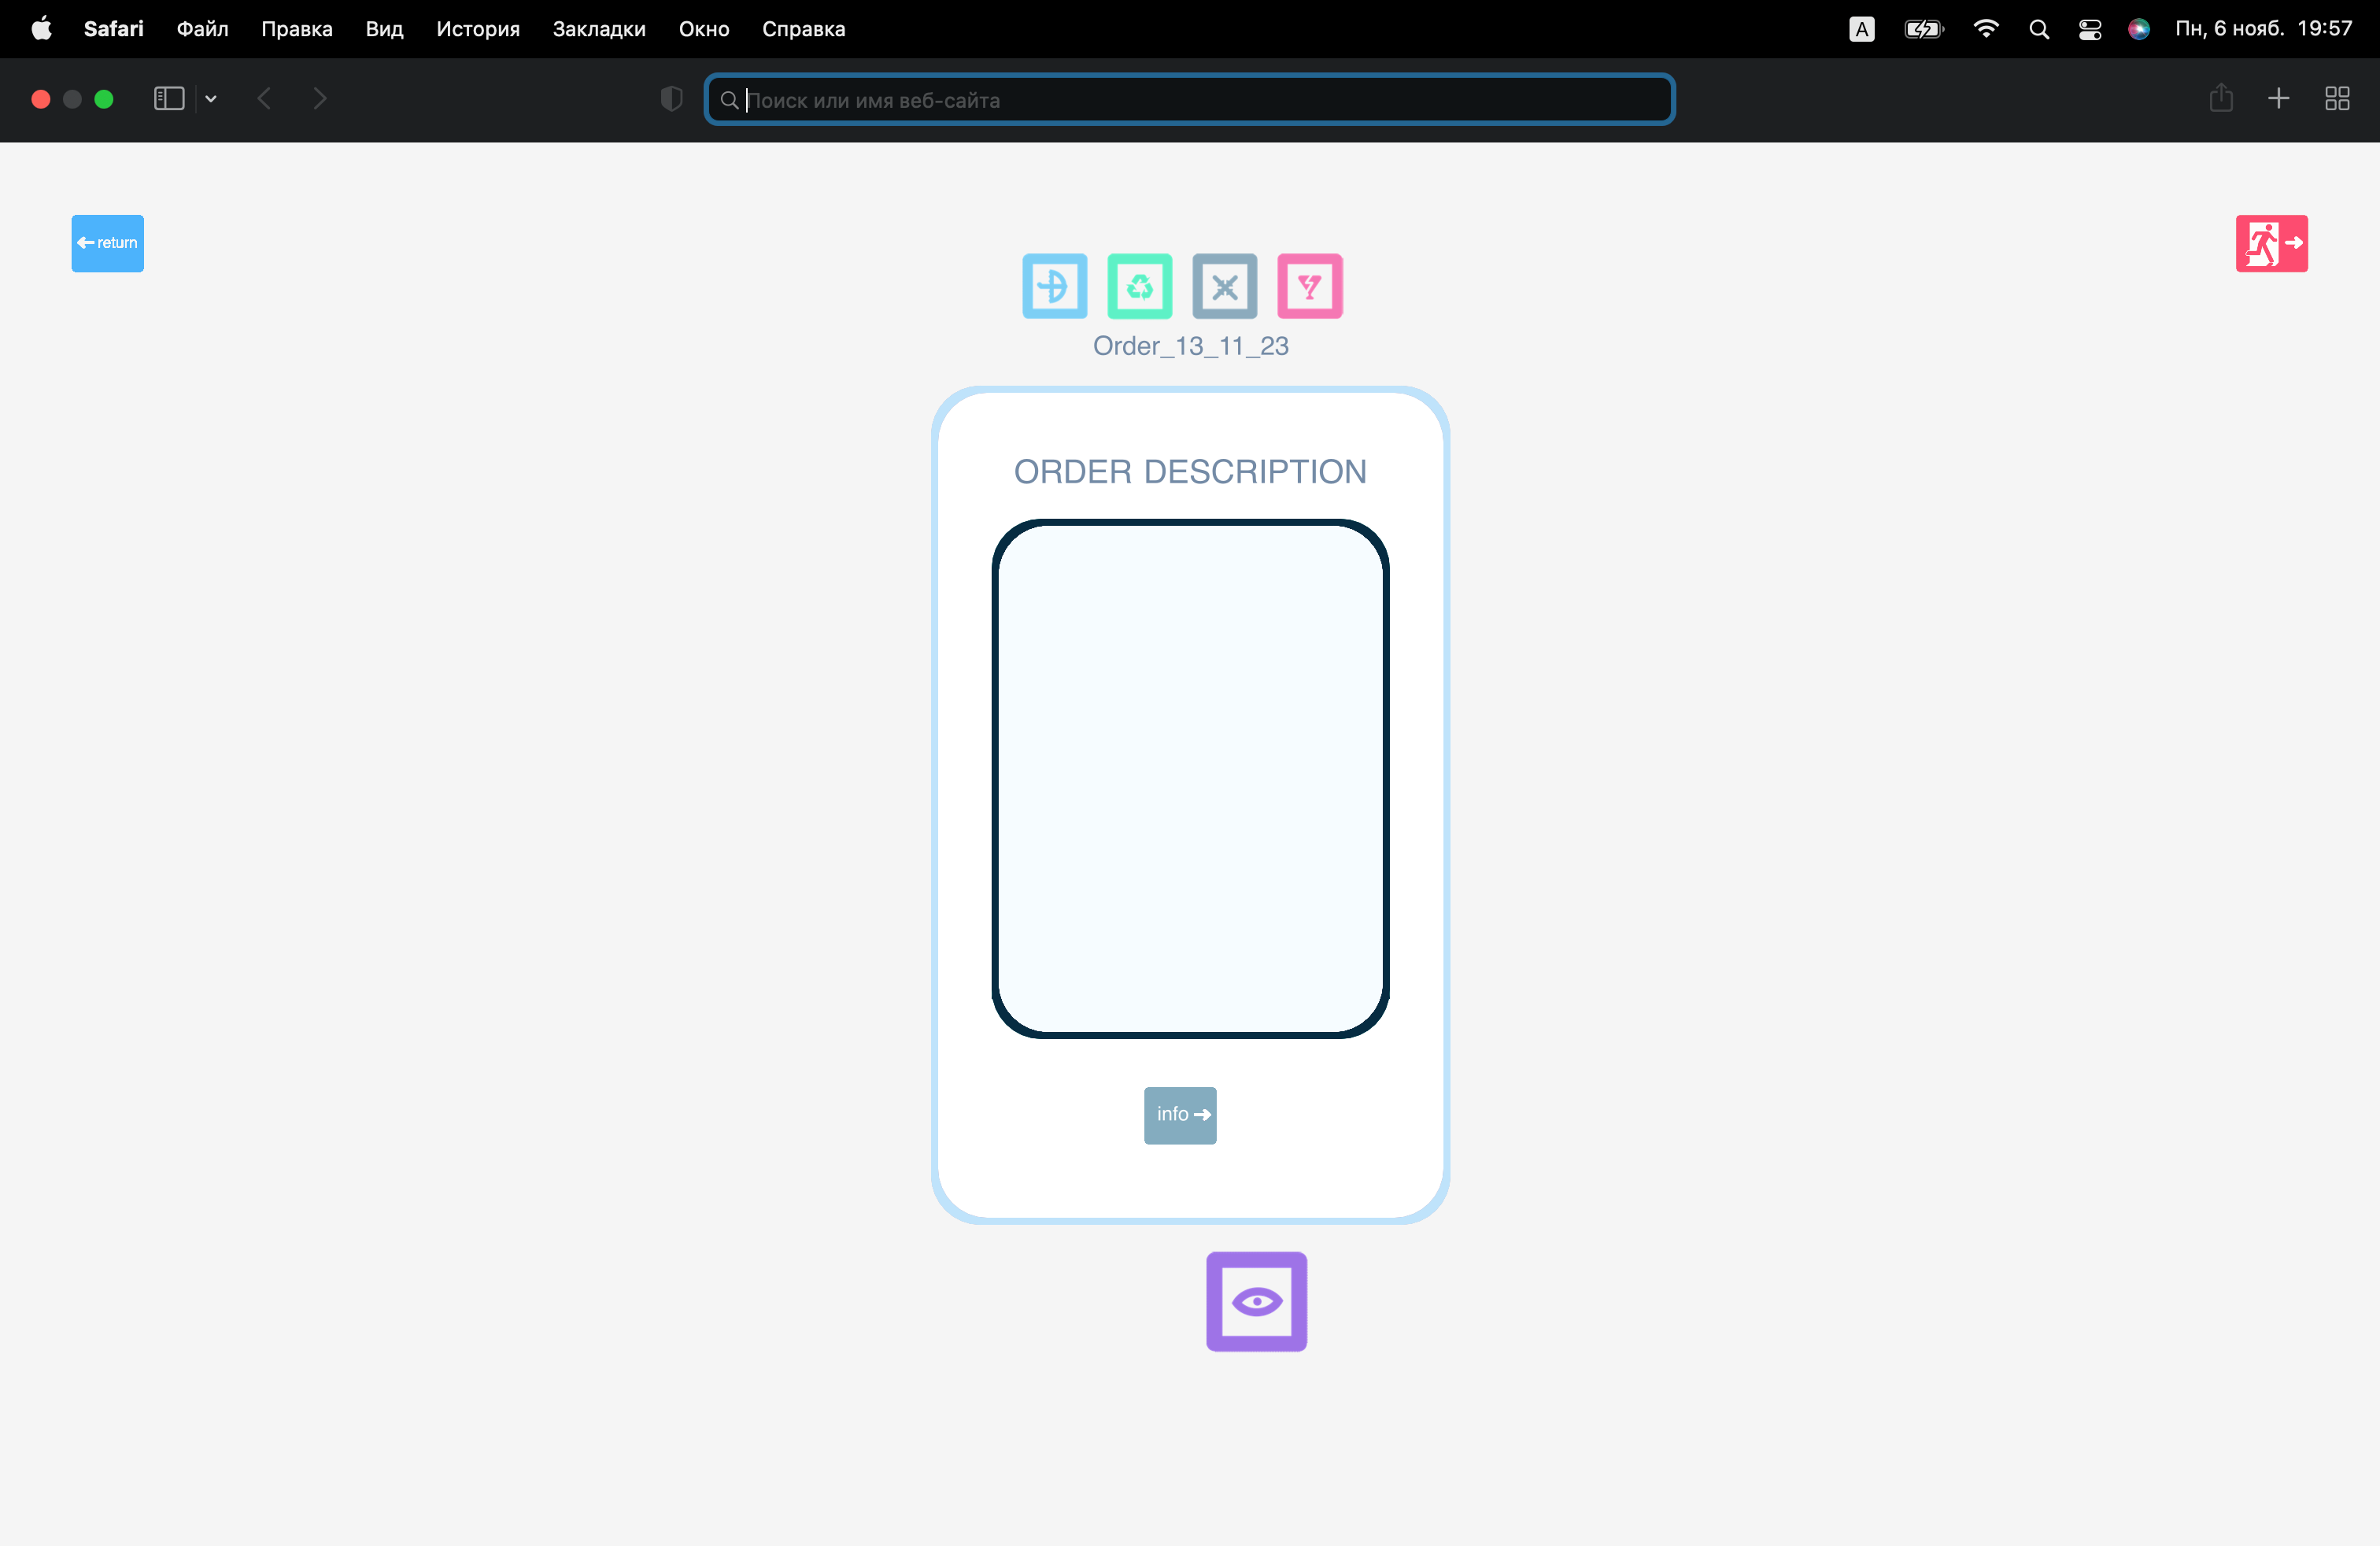 Safari Файл Правка Вид История Закладки Окно Справка A Пн, 6 нояб. 19:57
Поиск или имя веб-сайта
return
Order_13_11_23
ORDER DESCRIPTION
info